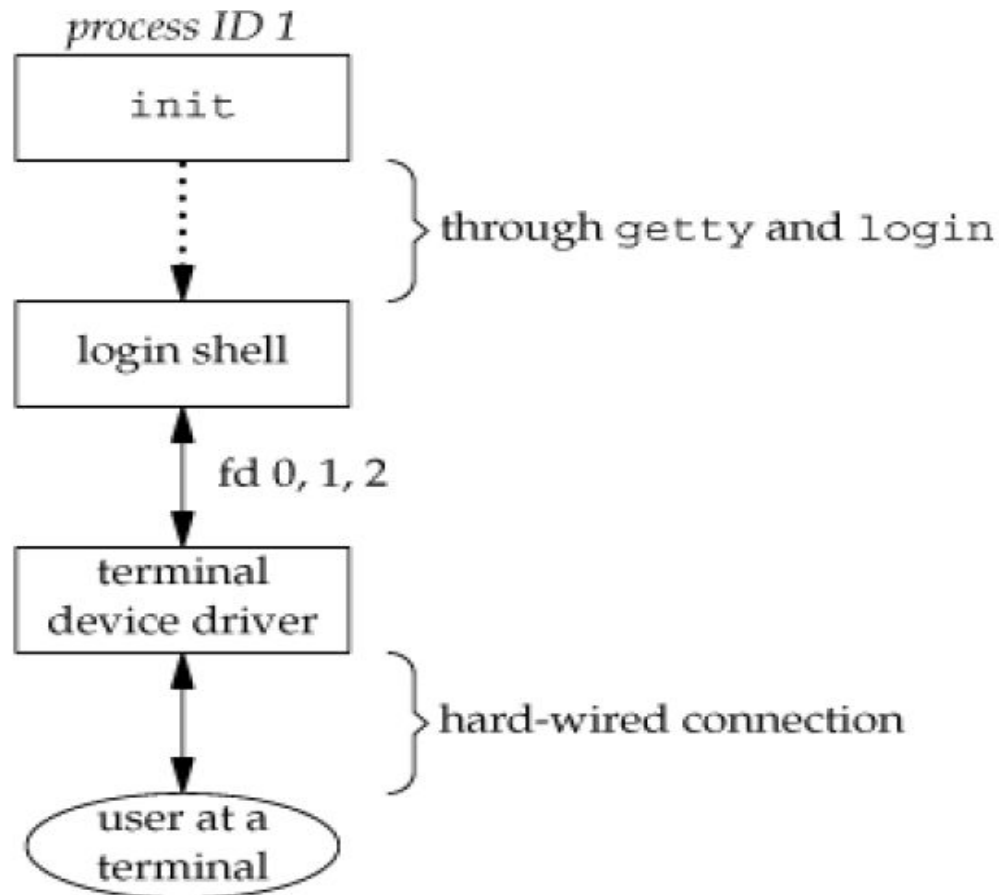 process ID 1
init
through getty and login
login shell
fd 0, 1, 2
terminal
device driver
hard-wired connection
user at a
terminal